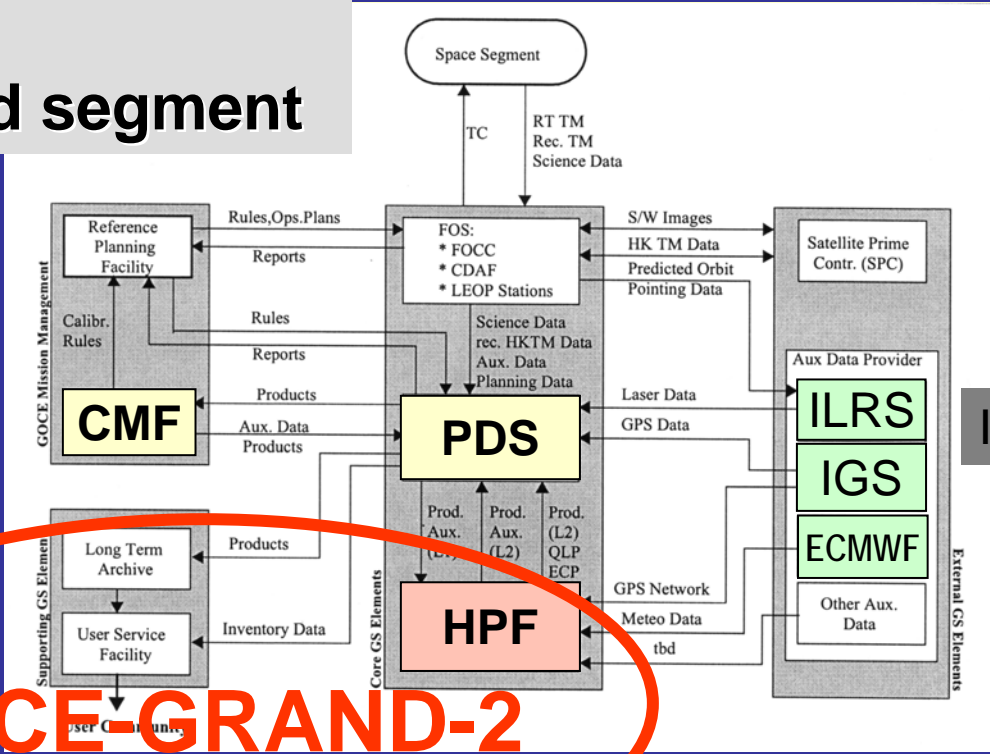 d segment
Space Segment
TC
RT TM
Rec. TM
Science Data
GOCE Mission Management
Reference
Planning
Facility
Rules,Ops.Plans
Reports
FOS:
* FOCC
* CDAF
* LEOP Stations
S/W Images
HK TM Data
Predicted Orbit
Pointing Data
Satellite Prime
Contr. (SPC)
Calibr.
Rules
Rules
Reports
Science Data
rec. HKTM Data
Aux. Data
Planning Data
Aux Data Provider
CMF
Products
Aux. Data
Products
PDS
Laser Data
GPS Data
ILRS
IGS
ECMWF
Other Aux.
Data
External GS Elements
Supporting GS Element
Long Term
Archive
User Service
Facility
Products
Inventory Data
Core GS Elements
Prod.
Aux.
Prod.
Aux.
(L2)
Prod.
(L2)
QLP
ECP
HPF
GPS Network
Meteo Data
tbd
CE-GRAND-2